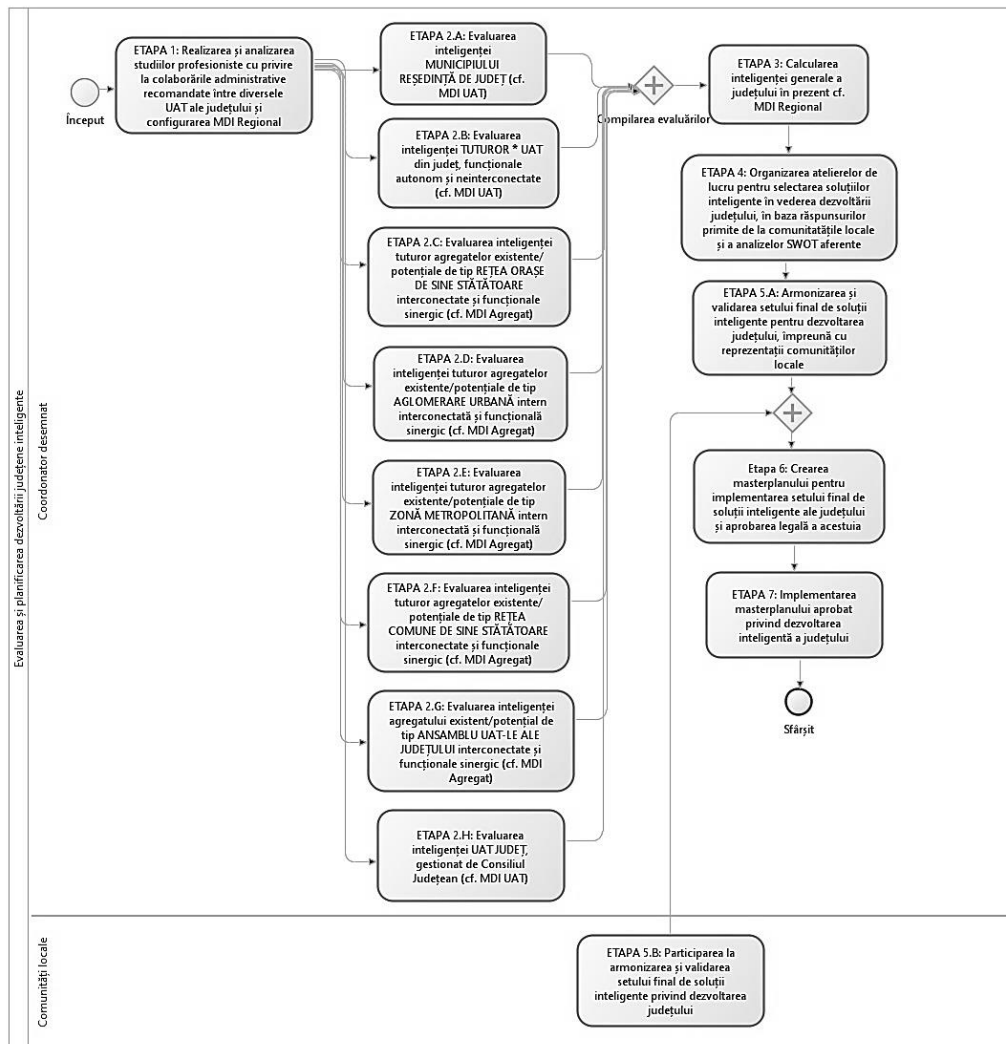 Evaluarea și planificarea dezvoltării județene inteligente
Coordonator desemnat
Început
ETAPA 1: Realizarea și analizarea
studiilor profesioniste cu privire
la colaborările administrative
recomandate între diversele
UAT ale județului și
configurarea MDI Regional
ETAPA 2.A: Evaluarea
inteligenței
MUNICIPIULUI
REȘEDINȚĂ DE JUDEȚ (cf.
MDI UAT)
ETAPA 2.B: Evaluarea
inteligenței TUTUROR * UAT
din județ, funcționale
autonom și neinterconectate
(cf. MDI UAT)
ETAPA 2.C: Evaluarea inteligenței
tuturor agregatelor existente/
potențiale de tip REȚEA ORAȘE
DE SINE STĂTĂTOARE
interconectate și funcționale
sinergic (cf. MDI Agregat)
ETAPA 2.D: Evaluarea
inteligenței tuturor agregatelor
existente/potențiale de tip
AGLOMERARE URBANĂ intern
interconectată și funcțională
sinergic (cf. MDI Agregat)
ETAPA 2.E: Evaluarea
inteligenței tuturor agregatelor
existente/potențiale de tip
ZONĂ METROPOLITANĂ intern
interconectată și funcțională
sinergic (cf. MDI Agregat)
ETAPA 2.F: Evaluarea inteligenței
tuturor agregatelor existente/
potențiale de tip REȚEA
COMUNE DE SINE STĂTĂTOARE
interconectate și funcționale
sinergic (cf. MDI Agregat)
ETAPA 2.G: Evaluarea inteligenței
agregatului existent/potențial de
tip ANSAMBLU UAT-LE ALE
JUDEȚULUI interconectate și
funcționale sinergic (cf. MDI
Agregat)
ETAPA 2.H: Evaluarea
inteligenței UAT JUDEȚ,
gestionat de Consiliul
Județean (cf. MDI UAT)
Compilarea evaluărilor
ETAPA 3: Calcularea
inteligenței generale a
județului în prezent cf.
MDI Regional
ETAPA 4: Organizarea atelierelor de
lucru pentru selectarea soluțiilor
inteligente în vederea dezvoltării
județului, în baza răspunsurilor
primite de la comunitatățile locale
și a analizelor SWOT aferente
ETAPA 5.A: Armonizarea și
validarea setului final de soluții
inteligente pentru dezvoltarea
județului, împreună cu
reprezentații comunităților
locale
Etapa 6: Crearea
masterplanului pentru
implementarea setului final de
soluții inteligente ale județului
și aprobarea legală a acestuia
ETAPA 7: Implementarea
masterplanului aprobat
privind dezvoltarea
inteligentă a județului
Sfârșit
Comunități locale
ETAPA 5.B: Participarea la
armonizarea și validarea
setului final de soluții
inteligente privind dezvoltarea
județului